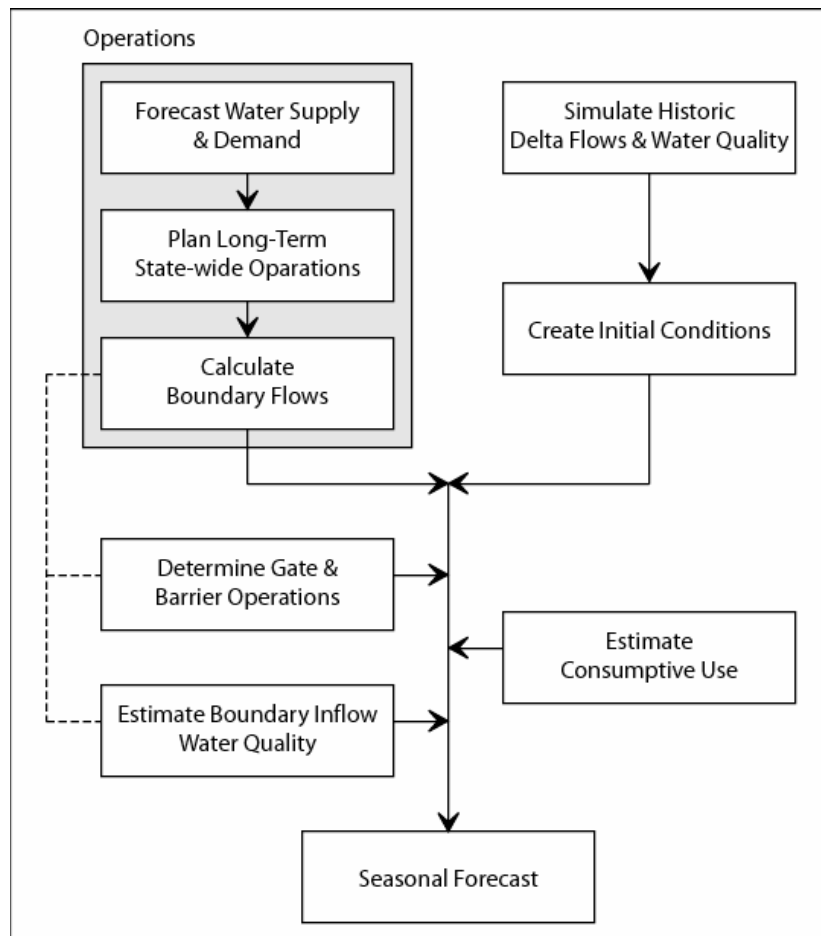 Operations
Forecast Water Supply
& Demand
Plan Long-Term
State-wide Oparations
Calculate
Boundary Flows
Simulate Historic
Delta Flows & Water Quality
Create Initial Conditions
Determine Gate &
Barrier Operations
Estimate
Consumptive Use
Estimate Boundary Inflow
Water Quality
Seasonal Forecast